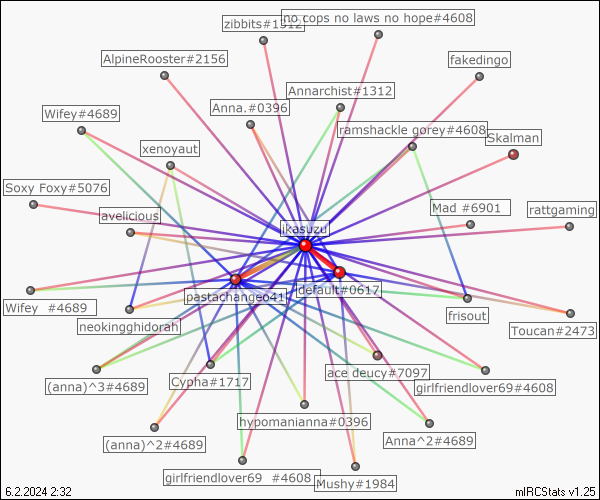 zibbits#1312
no cops no laws no hope#4608
AlpineRooster#2156
fakedingo
Annarchist#1312
Wifey#4689
Anna.#0396
ramshackle gorey#4608
Skalman
xenoyaut
Soxy Foxy#5076
avelicious
Mad #6901
rattgaming
ikasuzu
default#0617
pastachange041
Wifey #4689
neokingghidorah
frisout
Toucan#2473
(anna)^3#4689
Cypha#1717
ace deucy#7097
girlfriendlover69#4608
hypomanianna#0396
(anna)^2#4689
Anna^2#4689
girlfriendlover69 #4608
Mushy#1984
6.2.2024 2:32
mIRCStats v1.25